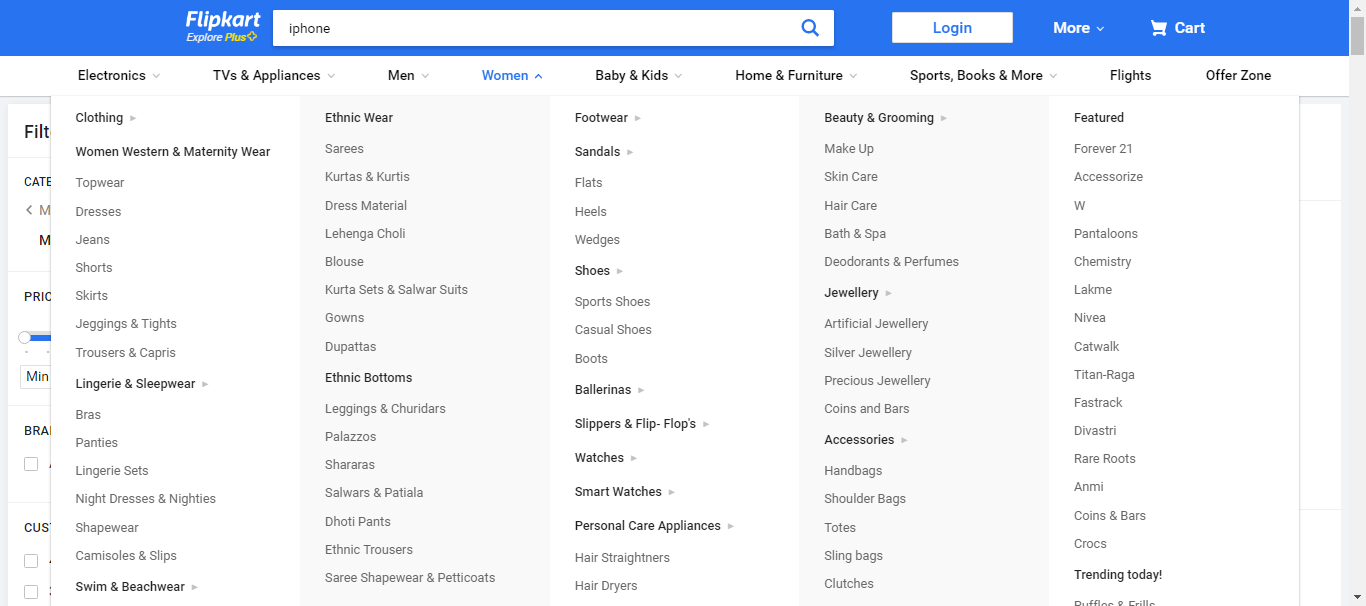 Flipkart
Explore Plus
iphone
Login
More
Cart
Electronics
TVs & Appliances
Men
Women
Baby & Kids
Home & Furniture
Sports, Books & More
Flights
Offer Zone
Clothing
Women Western & Maternity Wear
Topwear
Dresses
Jeans
Shorts
Skirts
Jeggings & Tights
Trousers & Capris
Lingerie & Sleepwear
Bras
Panties
Lingerie Sets
Night Dresses & Nighties
Shapewear
Camisoles & Slips
Swim & Beachwear
Ethnic Wear
Sarees
Kurtas & Kurtis
Dress Material
Lehenga Choli
Blouse
Kurta Sets & Salwar Suits
Gowns
Dupattas
Ethnic Bottoms
Leggings & Churidars
Palazzos
Shararas
Salwars & Patiala
Dhoti Pants
Ethnic Trousers
Saree Shapewear & Petticoats
Footwear
Sandals
Flats
Heels
Wedges
Shoes
Sports Shoes
Casual Shoes
Boots
Ballerinas
Slippers & Flip- Flop's
Watches
Smart Watches
Personal Care Appliances
Hair Straightners
Hair Dryers
Beauty & Grooming
Make Up
Skin Care
Hair Care
Bath & Spa
Deodorants & Perfumes
Jewellery
Artificial Jewellery
Silver Jewellery
Precious Jewellery
Coins and Bars
Accessories
Handbags
Shoulder Bags
Totes
Sling bags
Clutches
Featured
Forever 21
Accessorize
W
Pantaloons
Chemistry
Lakme
Nivea
Catwalk
Titan-Raga
Fastrack
Divastri
Rare Roots
Anmi
Coins & Bars
Crocs
Trending today!
Ruffles & Frills
Filt
CATE
M
M
PRIC
Min
BRA
CUST